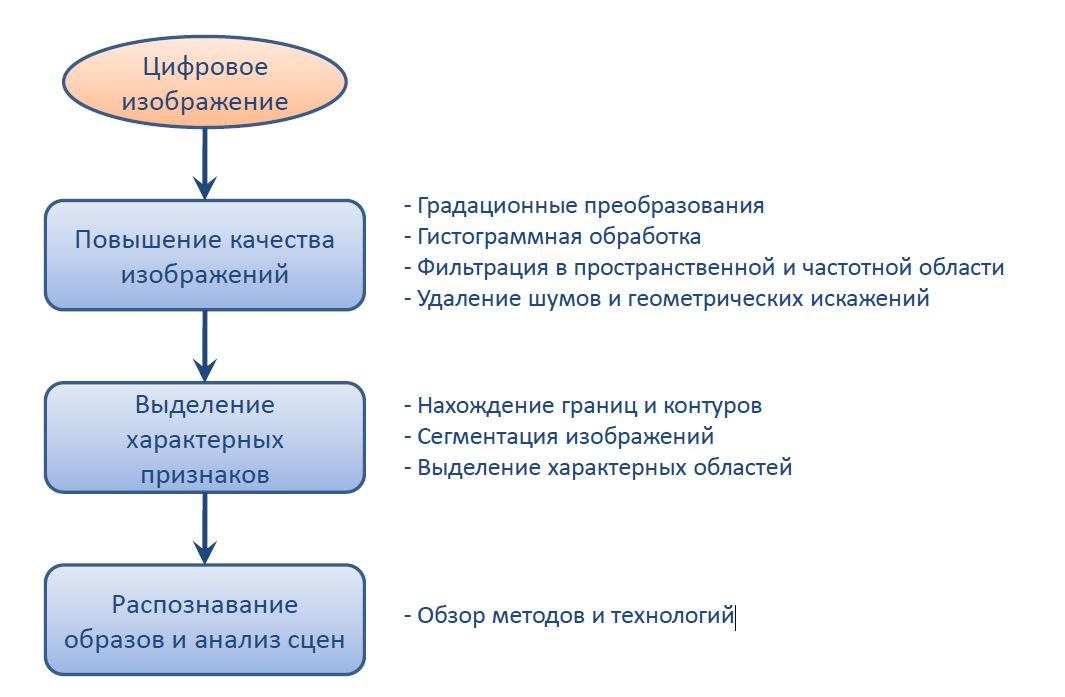 Цифровое
изображение
Повышение качества
изображений
- Градационные преобразования
- Гистограммная обработка
- Фильтрация в пространственной и частотной области
- Удаление шумов и геометрических искажений
Выделение
характерных
признаков
- Нахождение границ и контуров
- Сегментация изображений
- Выделение характерных областей
Распознавание
образов и анализ сцен
- Обзор методов и технологий